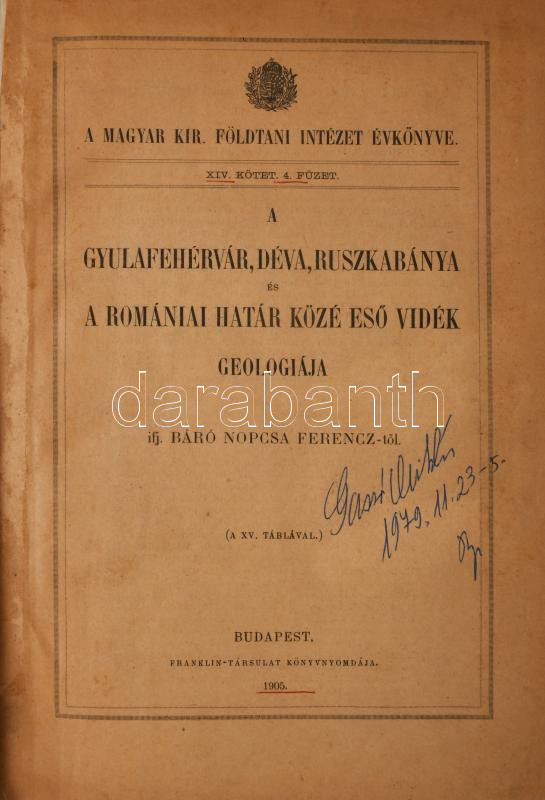 A MAGYAR KIR. FÖLDTANI INTÉZET ÉVKÖNYVE.
XIV. KÖTET. 4. FÜZET.
A
GYULAFEHÉRVÁR, DÉVA, RUSZKABÁNYA
ÉS
A ROMÁNIAI HATÁR KÖZÉ ESŐ VIDÉK
GEOLOGIÁJA
darabanth
ifj. BÁRÓ NOPCSA FERENCZ-től.
1979. 11. 23-5.
(A XV. TÁBLÁVAL.)
BUDAPEST,
FRANKLIN-TÁRSULAT KÖNYVNYOMDÁJA.
1905.